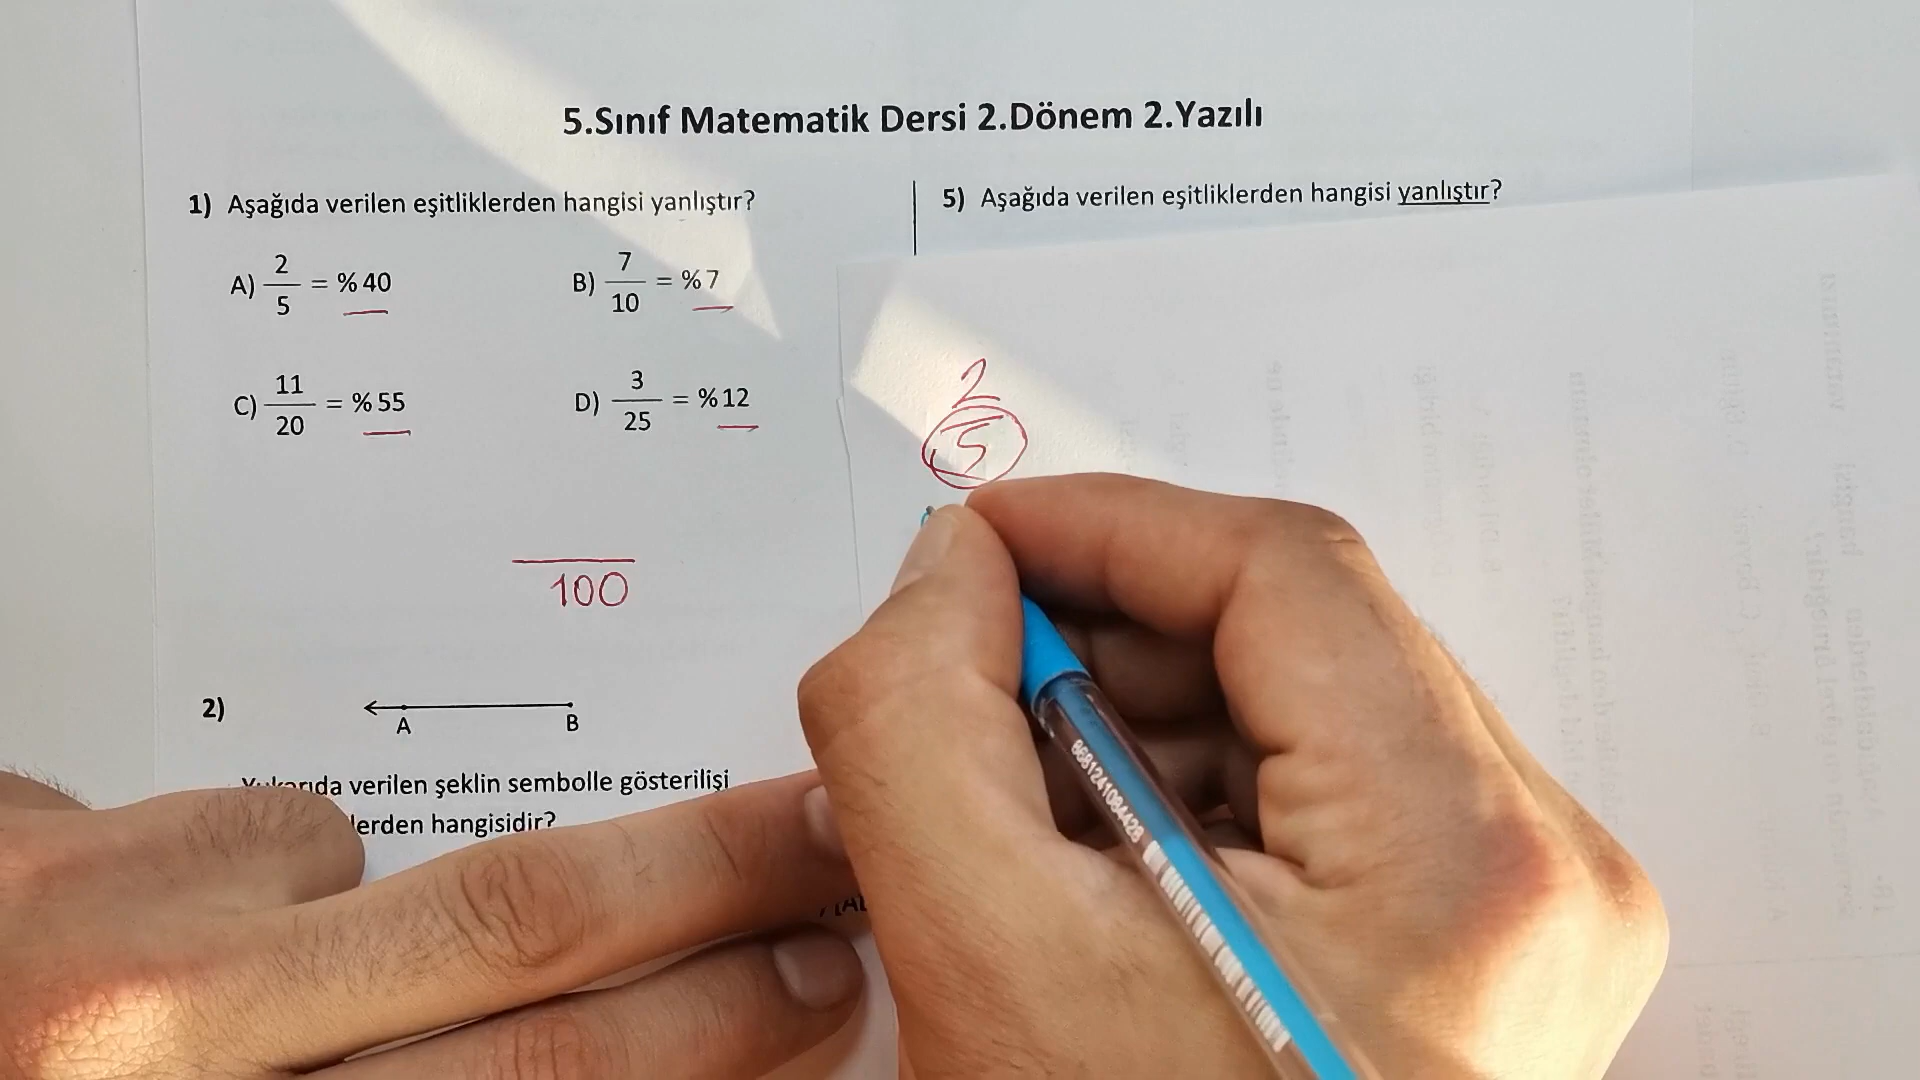 5.Sınıf Matematik Dersi 2.Dönem 2.Yazılı
1) Aşağıda verilen eşitliklerden hangisi yanlıştır?
A) 2/5 = %40
B) 7/10 = %7
C) 11/20 = %55
D) 3/25 = %12
100
2)
A B
verilen şeklin sembolle gösterilişi
hangisidir?
5) Aşağıda verilen eşitliklerden hangisi yanlıştır?
2
5
8681241084428